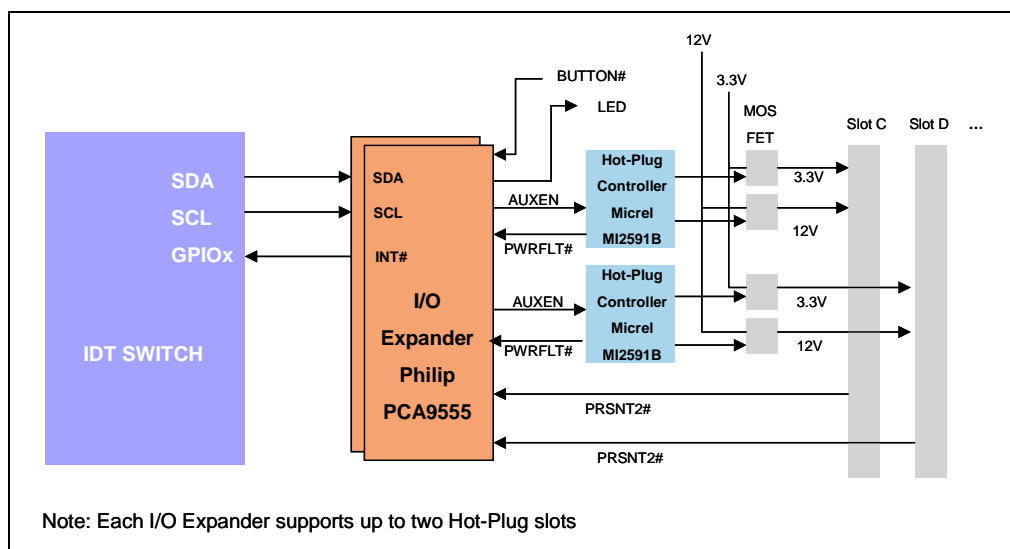 12V
3.3V
BUTTON#
LED
MOS
FET
Slot C
Slot D
...
SDA
SCL
GPIOx
IDT SWITCH
SDA
SCL
INT#
I/O
Expander
Philip
PCA9555
AUXEN
PWRFLT#
Hot-Plug
Controller
Micrel
MI2591B
3.3V
12V
AUXEN
PWRFLT#
Hot-Plug
Controller
Micrel
MI2591B
3.3V
12V
PRSNT2#
PRSNT2#
Note: Each I/O Expander supports up to two Hot-Plug slots